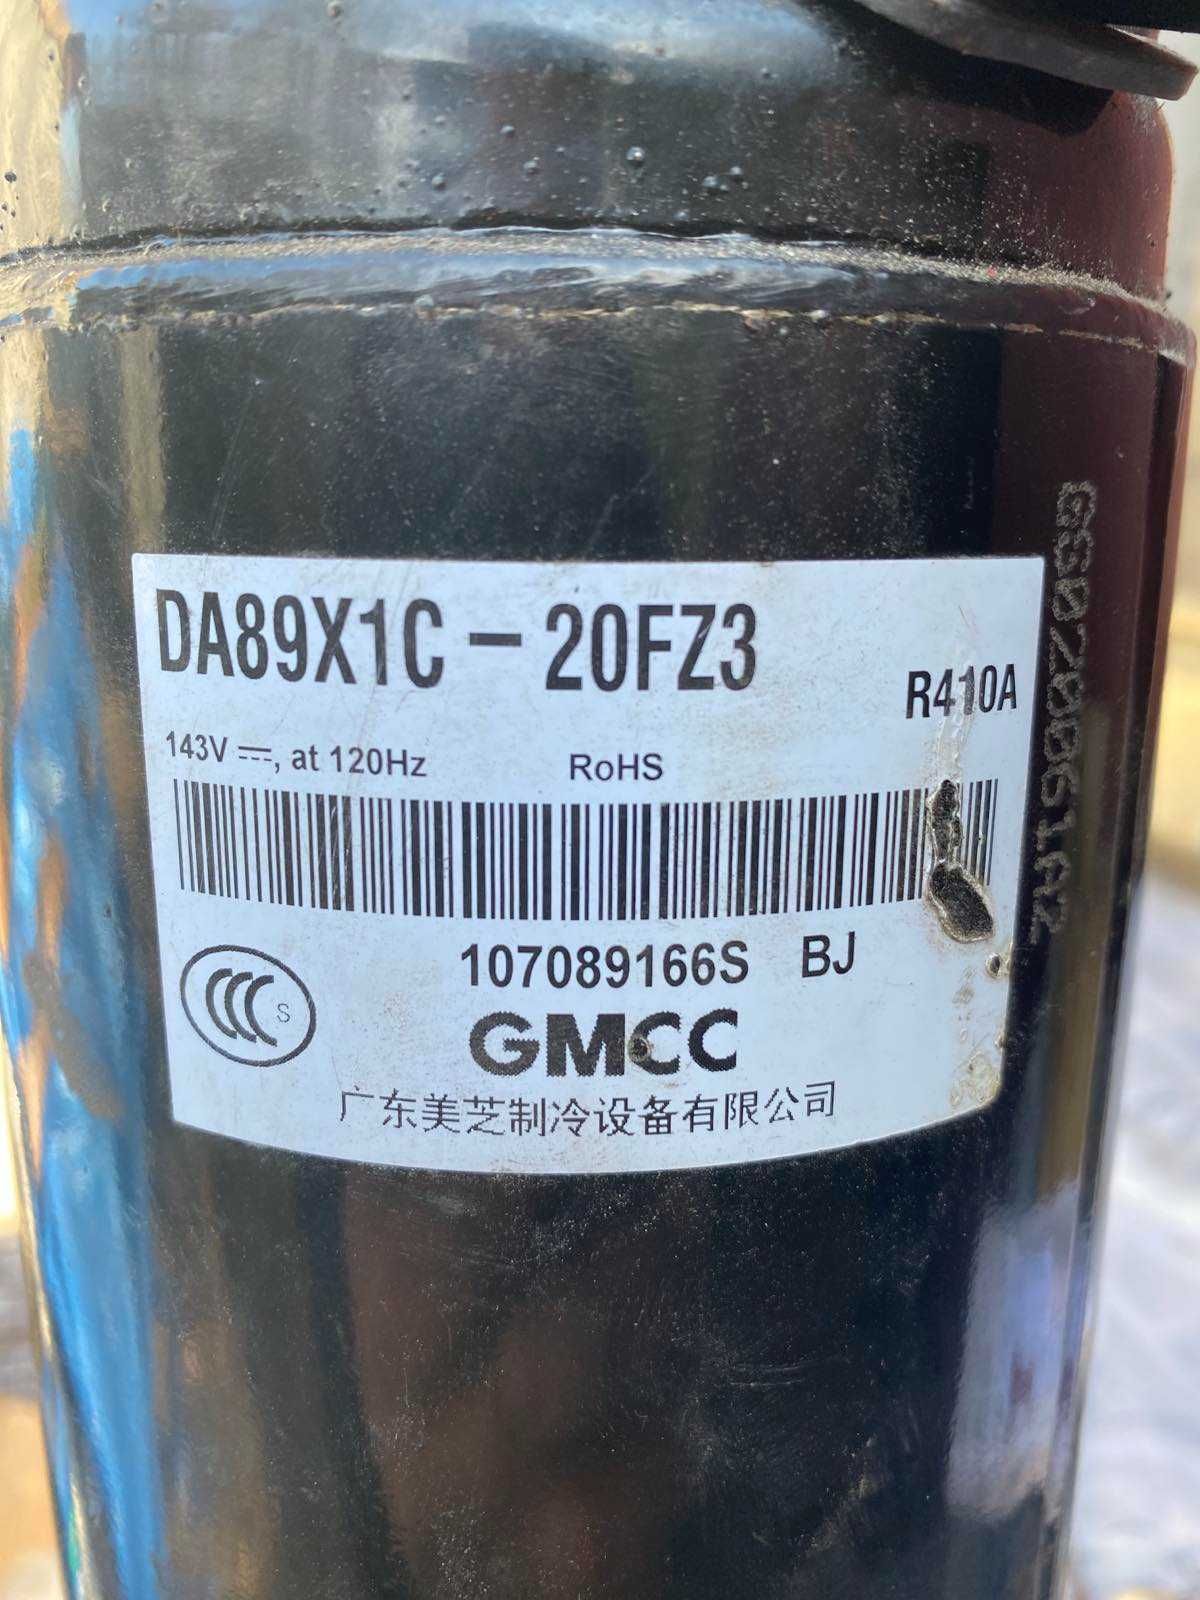 DA89X1C-20FZ3
R410A
143V ⎓, at 120Hz RoHS
107089166S BJ
CCC S
GMCC
广东美芝制冷设备有限公司